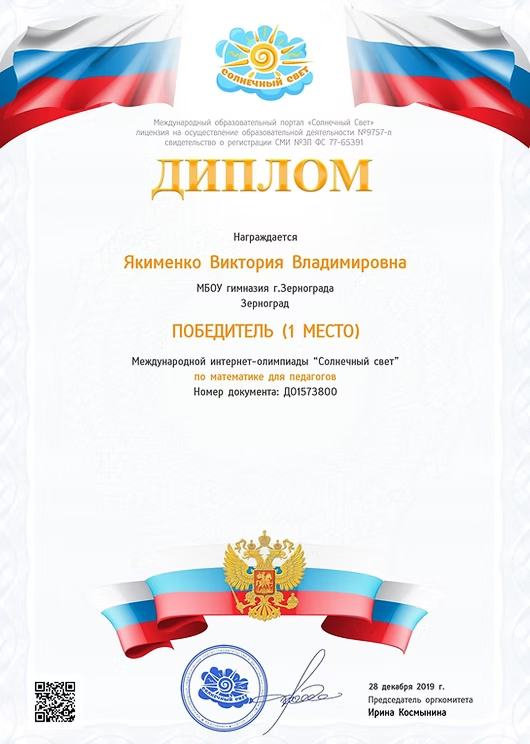 СОЛНЕЧНЫЙ СВЕТ
Международный образовательный портал «Солнечный Свет»
лицензия на осуществление образовательной деятельности №9757-л
свидетельство о регистрации СМИ №ЭЛ ФС 77-65391
ДИПЛОМ
Награждается
Якименко Виктория Владимировна
МБОУ гимназия г.Зернограда
Зерноград
ПОБЕДИТЕЛЬ (1 МЕСТО)
Международной интернет-олимпиады "Солнечный свет"
по математике для педагогов
Номер документа: ДО1573800
СОЛНЕЧНЫЙ СВЕТ
28 декабря 2019 г.
Председатель оргкомитета
Ирина Космынина